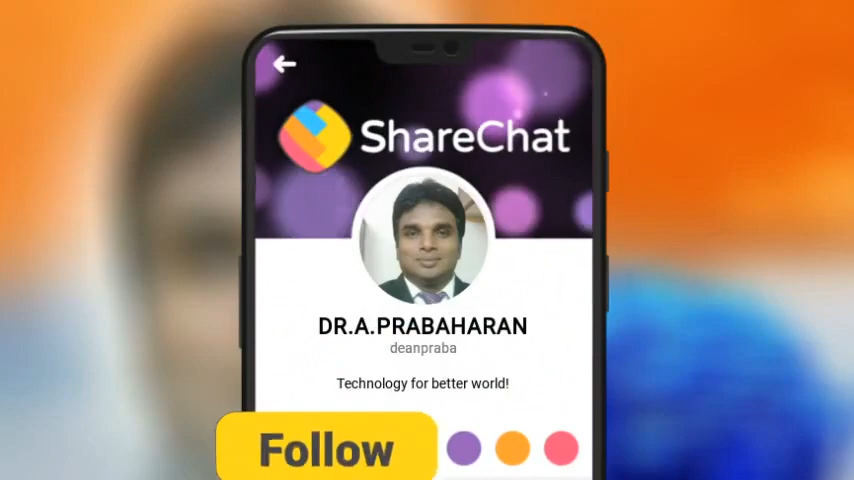 ShareChat
DR.A.PRABAHARAN
deanpraba
Technology for better world!
Follow